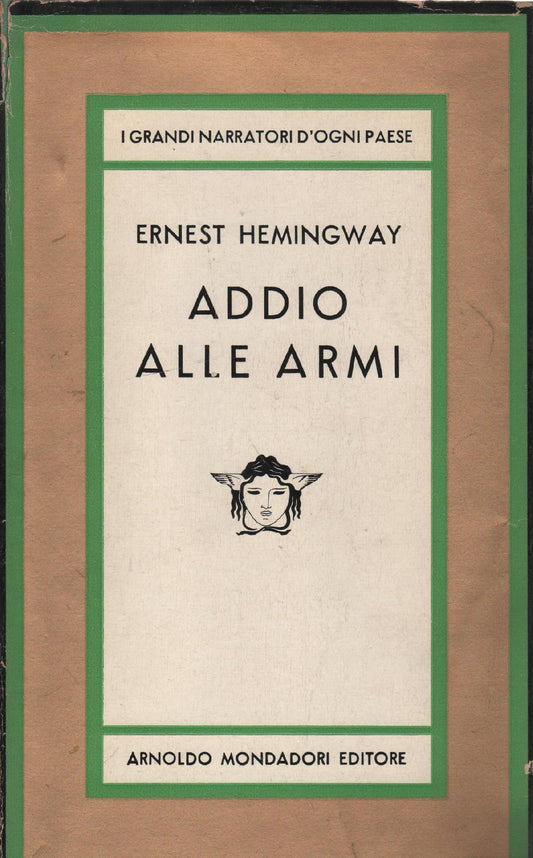 I GRANDI NARRATORI D'OGNI PAESE
ERNEST HEMINGWAY
ADDIO
ALLE ARMI
ARNOLDO MONDADORI EDITORE